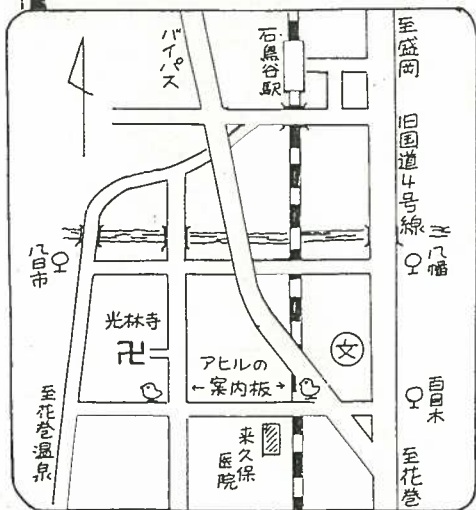 至盛岡
旧国道4号線
石鳥谷駅
バイパス
八幡
八日市
光林寺
卍
アヒルの
←案内板→
文
百目木
来久保
医院
至花巻温泉
至花巻